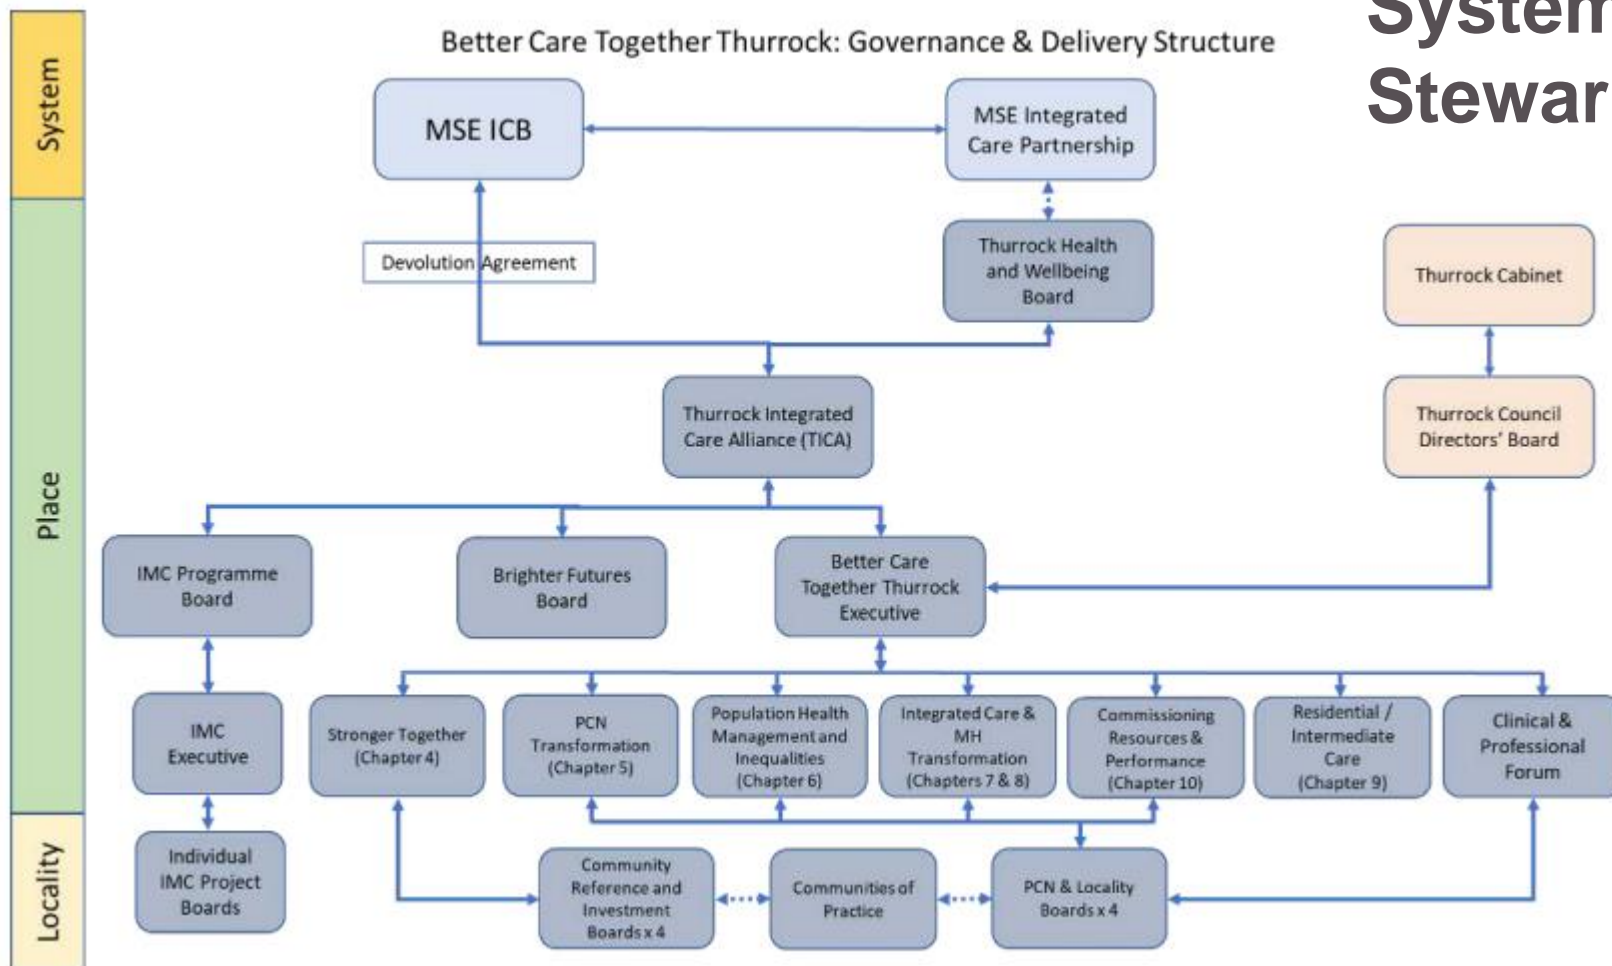 System
Stewar
Better Care Together Thurrock: Governance & Delivery Structure
System
MSE ICB
MSE Integrated
Care Partnership
Devolution Agreement
Thurrock Health
and Wellbeing
Board
Thurrock Cabinet
Place
Thurrock Integrated
Care Alliance (TICA)
Thurrock Council
Directors' Board
IMC Programme
Board
Brighter Futures
Board
Better Care
Together Thurrock
Executive
IMC
Executive
Stronger Together
(Chapter 4)
PCN
Transformation
(Chapter 5)
Population Health
Management and
Inequalities
(Chapter 6)
Integrated Care &
MH
Transformation
(Chapters 7 & 8)
Commissioning
Resources &
Performance
(Chapter 10)
Residential /
Intermediate
Care
(Chapter 9)
Clinical &
Professional
Forum
Locality
Individual
IMC Project
Boards
Community
Reference and
Investment
Boards x 4
Communities of
Practice
PCN & Locality
Boards x 4